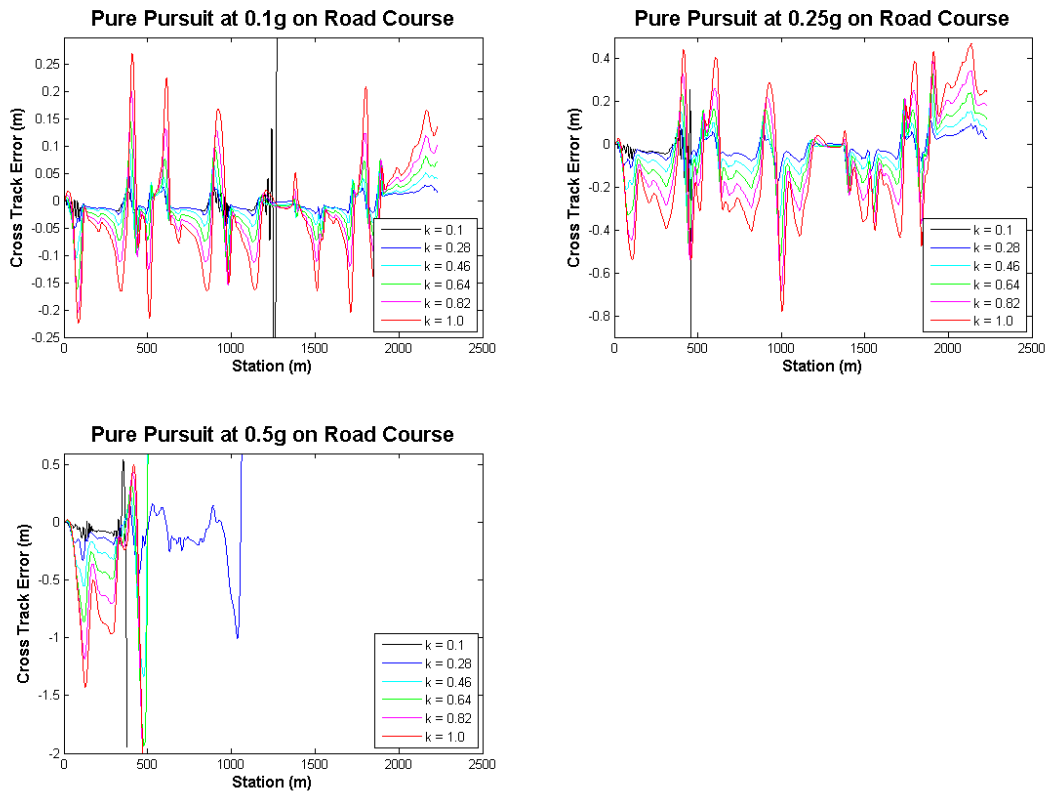 Pure Pursuit at 0.1g on Road Course
Cross Track Error (m)
0.25
0.2
0.15
0.1
0.05
0
-0.05
-0.1
-0.15
-0.2
-0.25
0
500
1000
1500
2000
2500
Station (m)
k = 0.1
k = 0.28
k = 0.46
k = 0.64
k = 0.82
k = 1.0
Pure Pursuit at 0.25g on Road Course
Cross Track Error (m)
0.4
0.2
0
-0.2
-0.4
-0.6
-0.8
0
500
1000
1500
2000
2500
Station (m)
k = 0.1
k = 0.28
k = 0.46
k = 0.64
k = 0.82
k = 1.0
Pure Pursuit at 0.5g on Road Course
Cross Track Error (m)
0.5
0
-0.5
-1
-1.5
-2
0
500
1000
1500
2000
2500
Station (m)
k = 0.1
k = 0.28
k = 0.46
k = 0.64
k = 0.82
k = 1.0